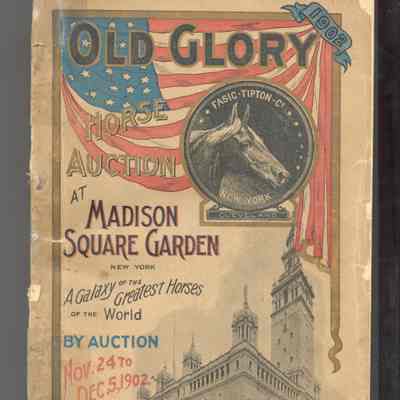 1902
OLD GLORY
HORSE
AUCTION
FASIG-TIPTON-Cº
NEW YORK
CLEVELAND
AT
MADISON
SQUARE GARDEN
NEW YORK
A Galaxy OF THE Greatest Horses
OF THE World
BY AUCTION
NOV. 24 TO
DEC 5, 1902